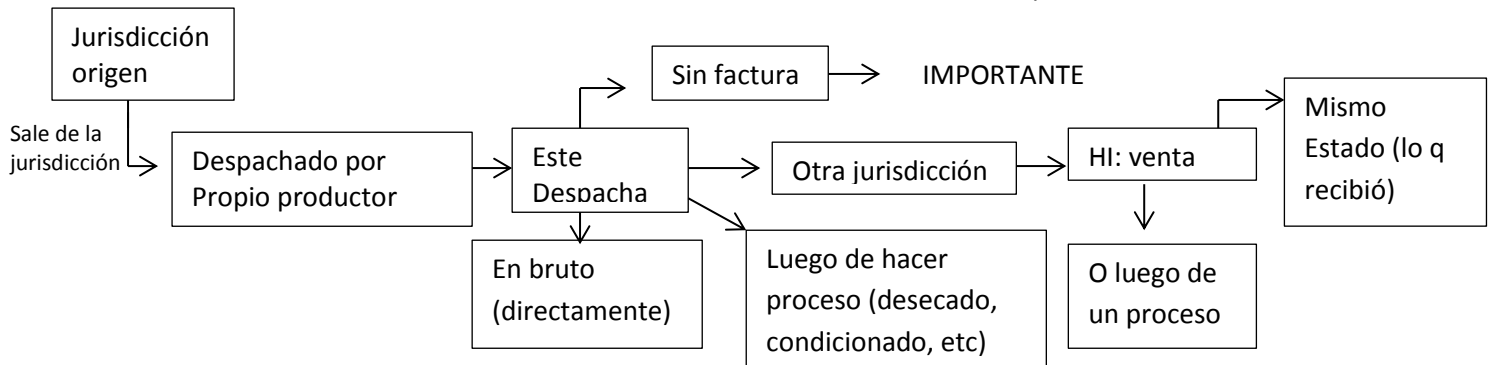 Jurisdicción
origen
Sale de la
jurisdicción
Despachado por
Propio productor
Este
Despacha
Sin factura
IMPORTANTE
En bruto
(directamente)
Otra jurisdicción
Luego de hacer
proceso (desecado,
condicionado, etc)
HI: venta
Mismo
Estado (lo q
recibió)
O luego de
un proceso